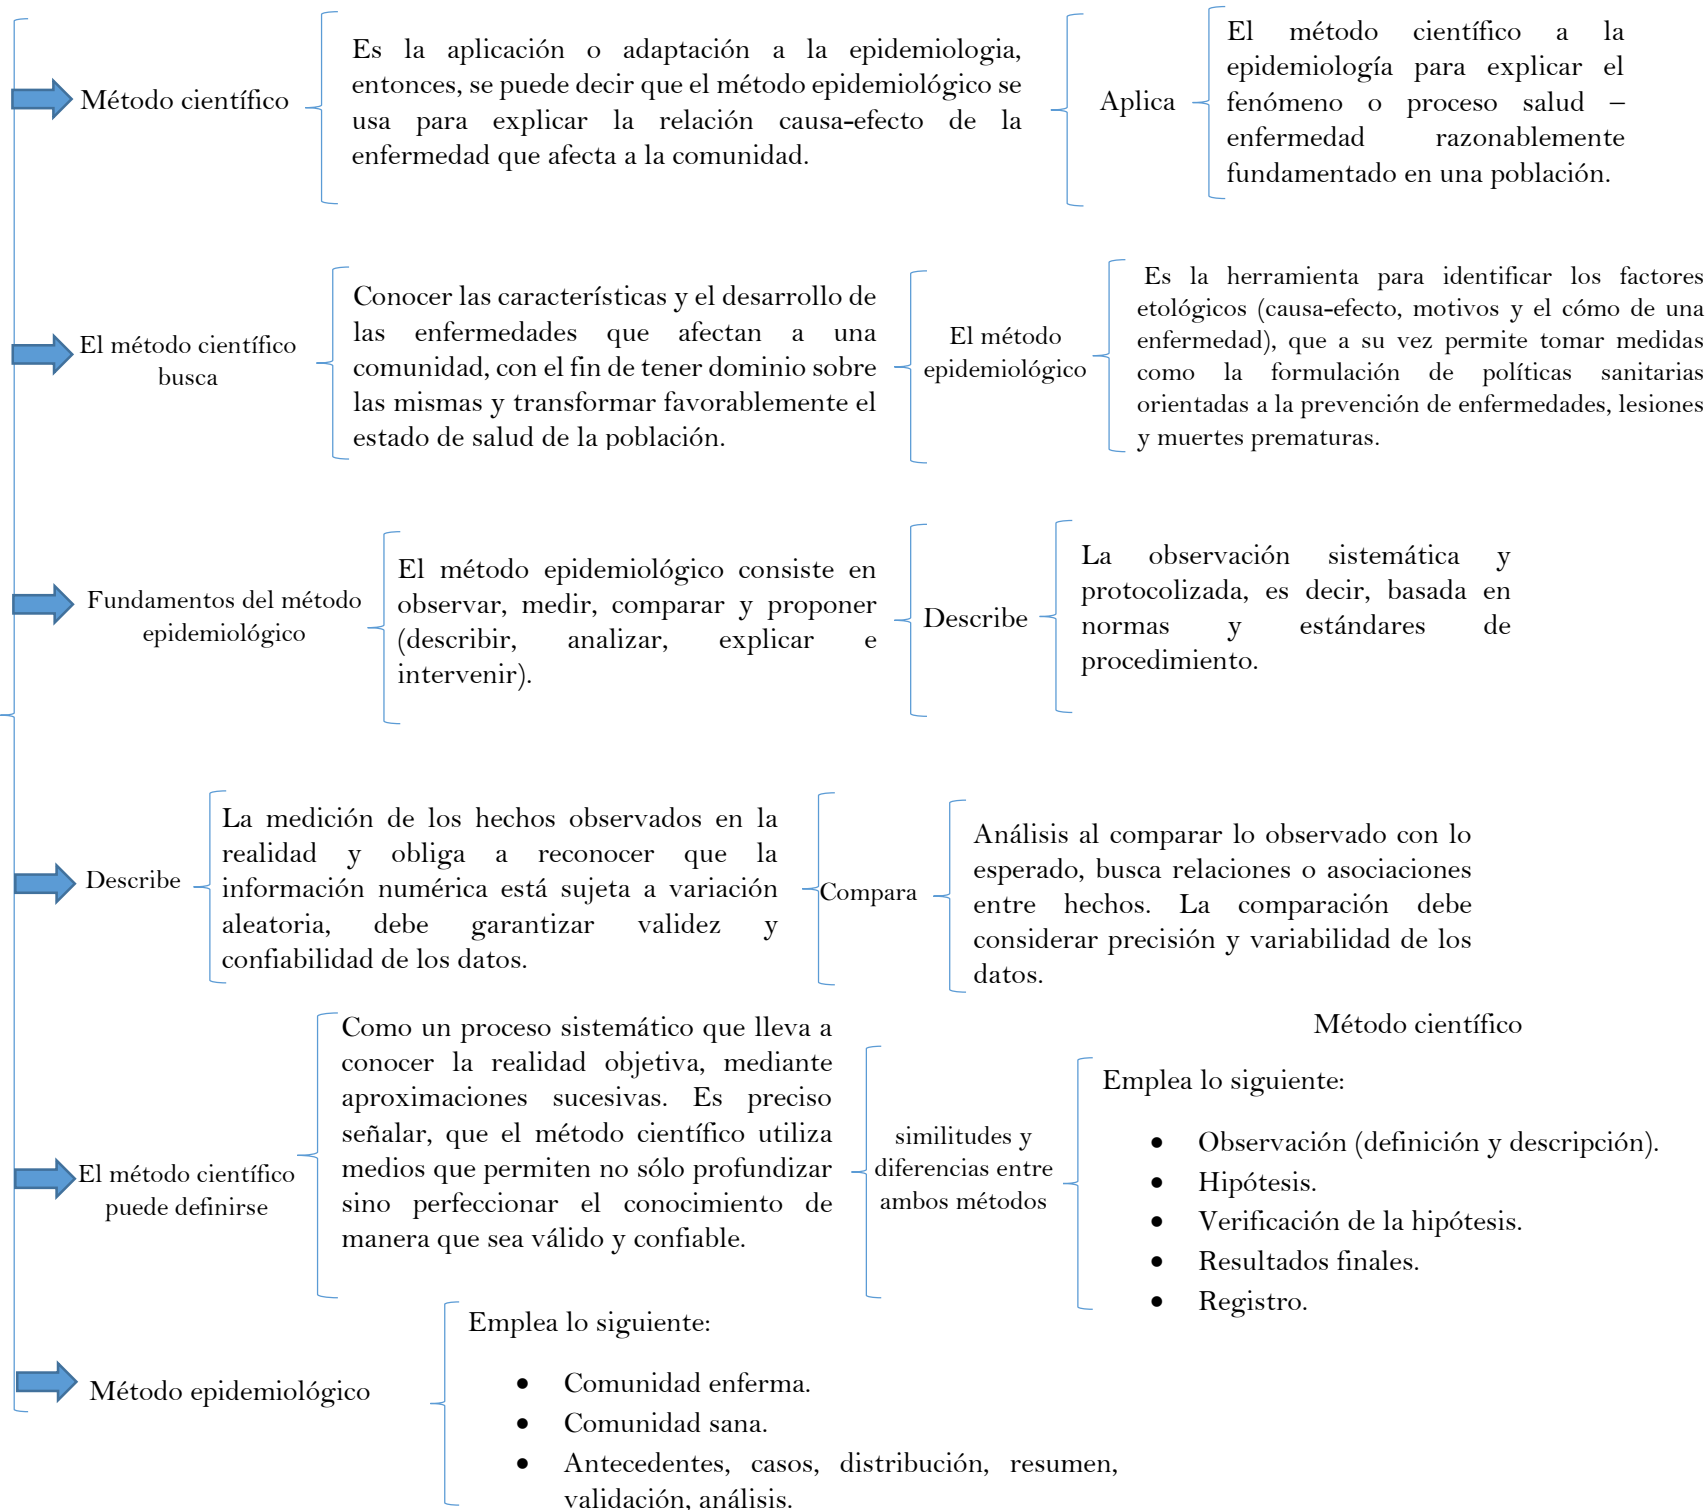 Método científico
Es la aplicación o adaptación a la epidemiologia,
entonces, se puede decir que el método epidemiológico se
usa para explicar la relación causa-efecto de la
enfermedad que afecta a la comunidad.
Aplica
El método científico a la
epidemiología para explicar el
fenómeno o proceso salud –
enfermedad razonablemente
fundamentado en una población.
El método científico
busca
Conocer las características y el desarrollo de
las enfermedades que afectan a una
comunidad, con el fin de tener dominio sobre
las mismas y transformar favorablemente el
estado de salud de la población.
El método
epidemiológico
Es la herramienta para identificar los factores
etológicos (causa-efecto, motivos y el cómo de una
enfermedad), que a su vez permite tomar medidas
como la formulación de políticas sanitarias
orientadas a la prevención de enfermedades, lesiones
y muertes prematuras.
Fundamentos del método
epidemiológico
El método epidemiológico consiste en
observar, medir, comparar y proponer
(describir, analizar, explicar e
intervenir).
Describe
La observación sistemática y
protocolizada, es decir, basada en
normas y estándares de
procedimiento.
Describe
La medición de los hechos observados en la
realidad y obliga a reconocer que la
información numérica está sujeta a variación
aleatoria, debe garantizar validez y
confiabilidad de los datos.
Compara
Análisis al comparar lo observado con lo
esperado, busca relaciones o asociaciones
entre hechos. La comparación debe
considerar precisión y variabilidad de los
datos.
El método científico
puede definirse
Como un proceso sistemático que lleva a
conocer la realidad objetiva, mediante
aproximaciones sucesivas. Es preciso
señalar, que el método científico utiliza
medios que permiten no sólo profundizar
sino perfeccionar el conocimiento de
manera que sea válido y confiable.
similitudes y
diferencias entre
ambos métodos
Método científico
Emplea lo siguiente:
• Observación (definición y descripción).
• Hipótesis.
• Verificación de la hipótesis.
• Resultados finales.
• Registro.
Método epidemiológico
Emplea lo siguiente:
• Comunidad enferma.
• Comunidad sana.
• Antecedentes, casos, distribución, resumen,
validación, análisis.